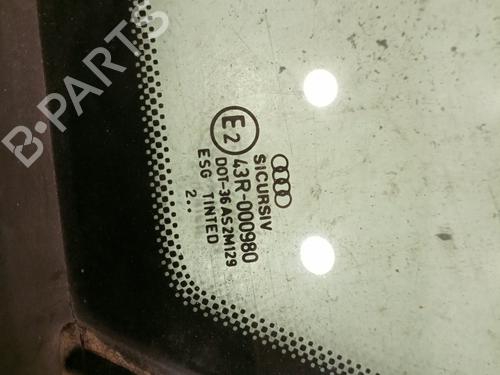 B-PARTS
SICURSIV
E2
43R-000980
DOT-36 AS2M129
ESG TINTED
2..